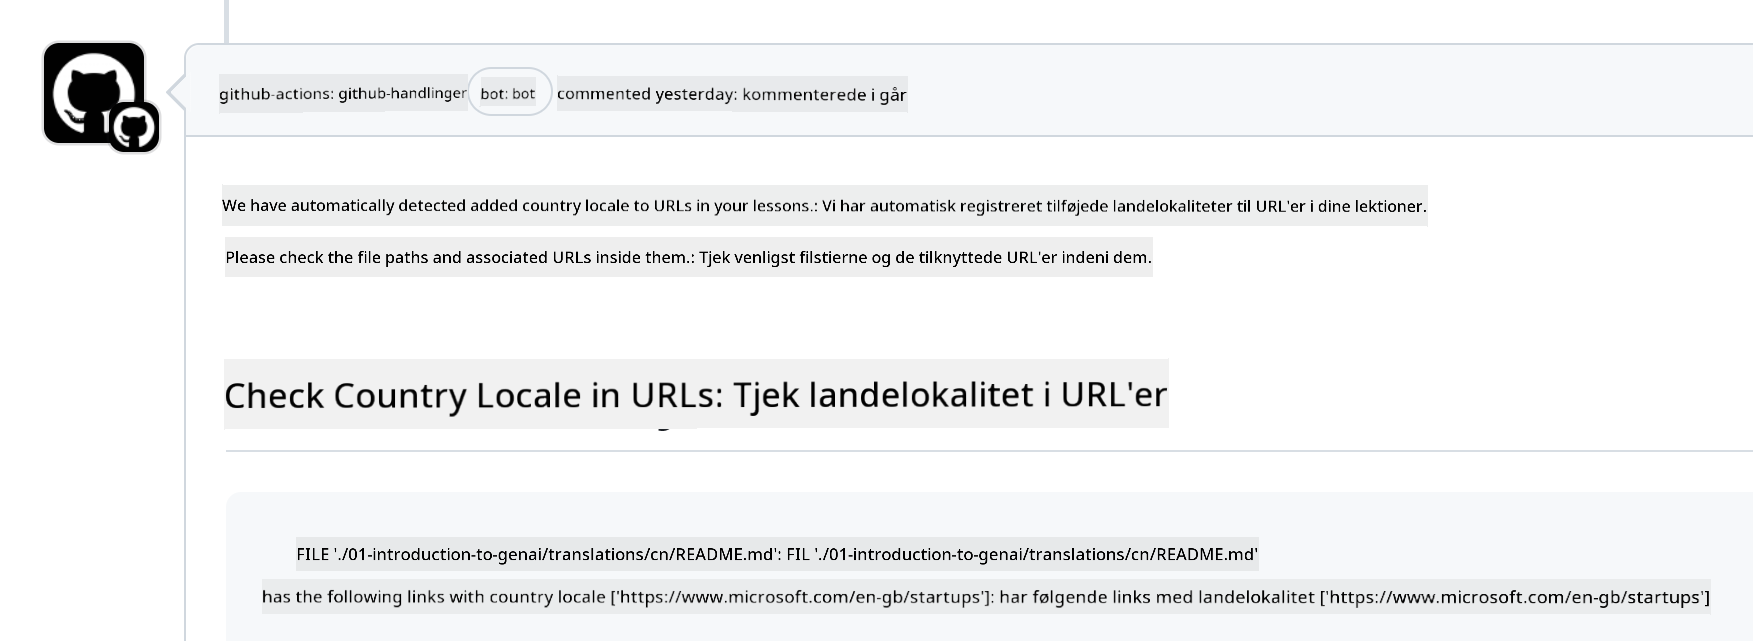 github-actions: github-handlinger bot: bot commented yesterday: kommenterede i går
We have automatically detected added country locale to URLs in your lessons.: Vi har automatisk registreret tilføjede landelokaliteter til URL'er i dine lektioner.
Please check the file paths and associated URLs inside them.: Tjek venligst filstierne og de tilknyttede URL'er indeni dem.
Check Country Locale in URLs: Tjek landelokalitet i URL'er
FILE './01-introduction-to-genai/translations/cn/README.md': FIL './01-introduction-to-genai/translations/cn/README.md'
has the following links with country locale ['https://www.microsoft.com/en-gb/startups']: har følgende links med landelokalitet ['https://www.microsoft.com/en-gb/startups']